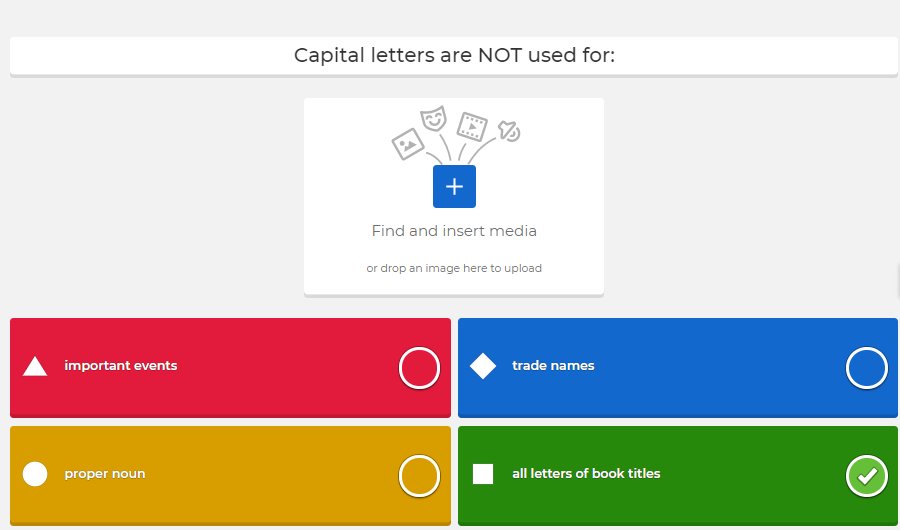 Capital letters are NOT used for:
Find and insert media
or drop an image here to upload
important events
trade names
proper noun
all letters of book titles